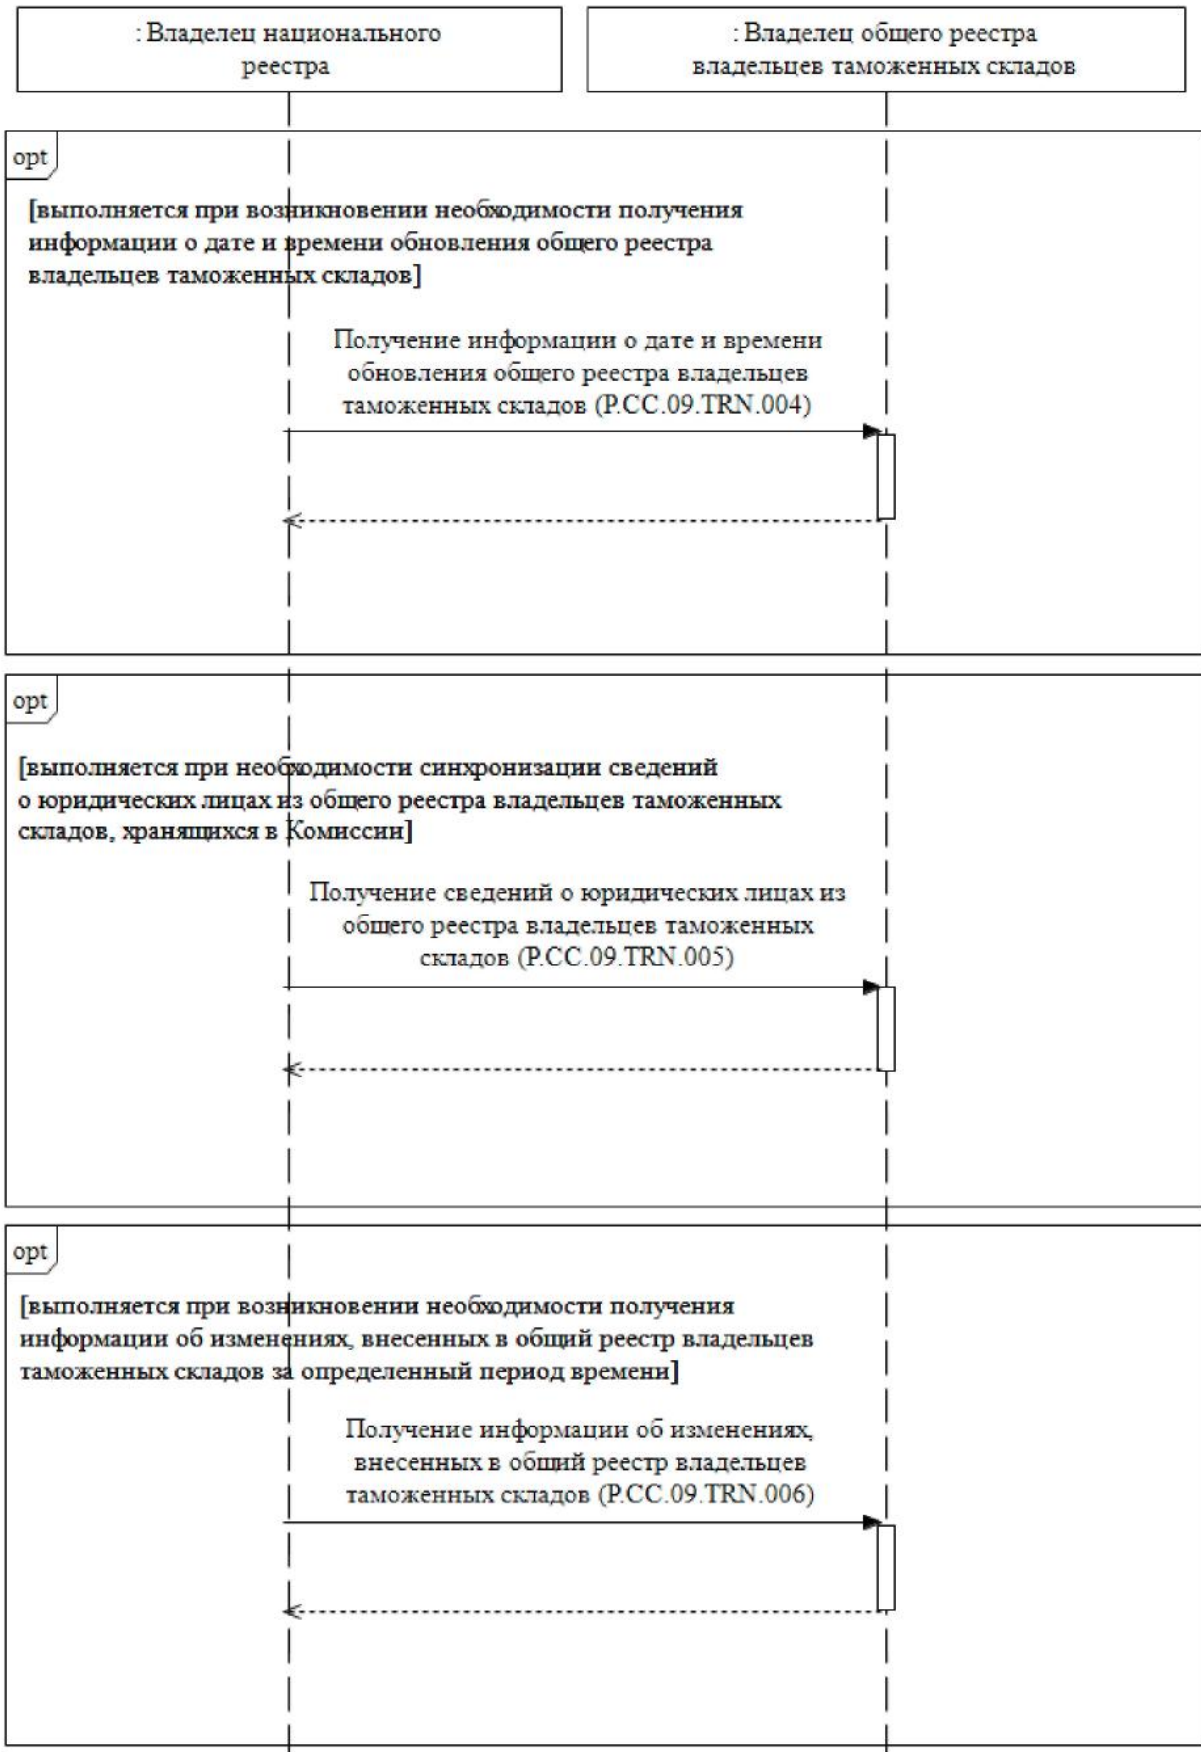 : Владелец национального
реестра
: Владелец общего реестра
владельцев таможенных складов
opt
[выполняется при возникновении необходимости получения
информации о дате и времени обновления общего реестра
владельцев таможенных складов]
Получение информации о дате и времени
обновления общего реестра владельцев
таможенных складов (P.CC.09.TRN.004)
opt
[выполняется при необходимости синхронизации сведений
о юридических лицах из общего реестра владельцев таможенных
складов, хранящихся в Комиссии]
Получение сведений о юридических лицах из
общего реестра владельцев таможенных
складов (P.CC.09.TRN.005)
opt
[выполняется при возникновении необходимости получения
информации об изменениях, внесенных в общий реестр владельцев
таможенных складов за определенный период времени]
Получение информации об изменениях,
внесенных в общий реестр владельцев
таможенных складов (P.CC.09.TRN.006)